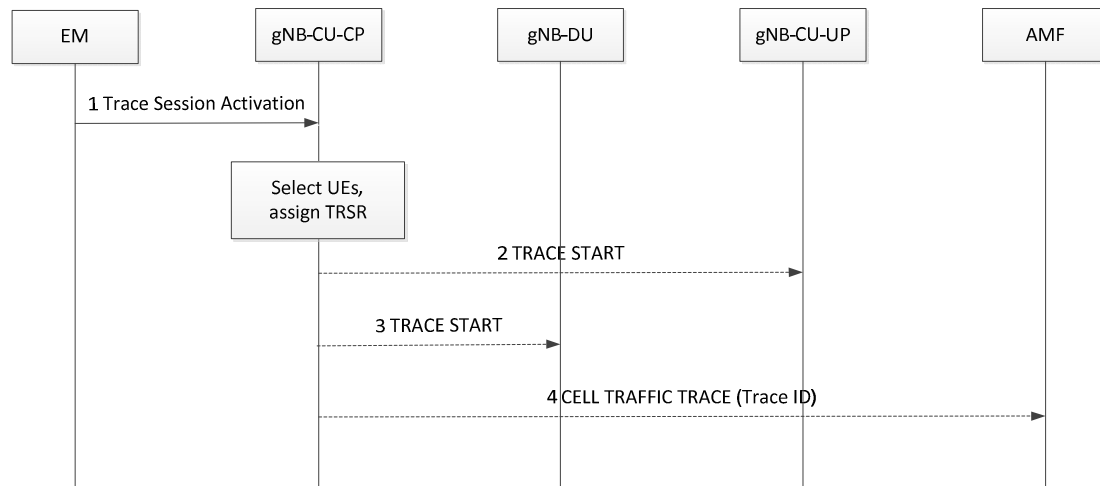 EM
gNB-CU-CP
gNB-DU
gNB-CU-UP
AMF
1 Trace Session Activation
Select UEs,
assign TRSR
2 TRACE START
3 TRACE START
4 CELL TRAFFIC TRACE (Trace ID)